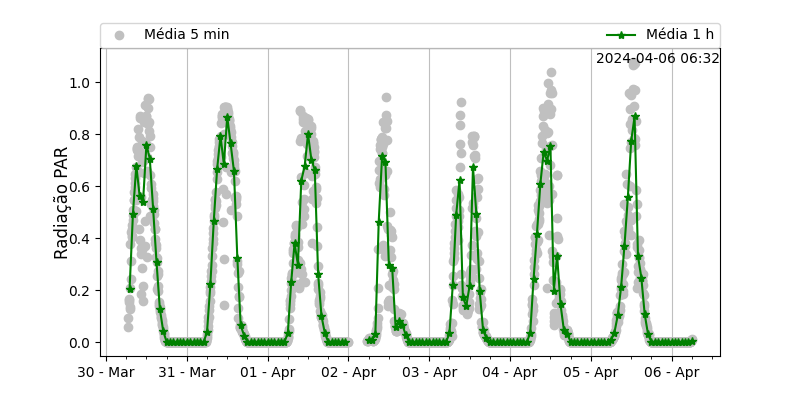 Média 5 min
Média 1 h
2024-04-06 06:32
Radiação PAR
1.0
0.8
0.6
0.4
0.2
0.0
30 - Mar
31 - Mar
01 - Apr
02 - Apr
03 - Apr
04 - Apr
05 - Apr
06 - Apr